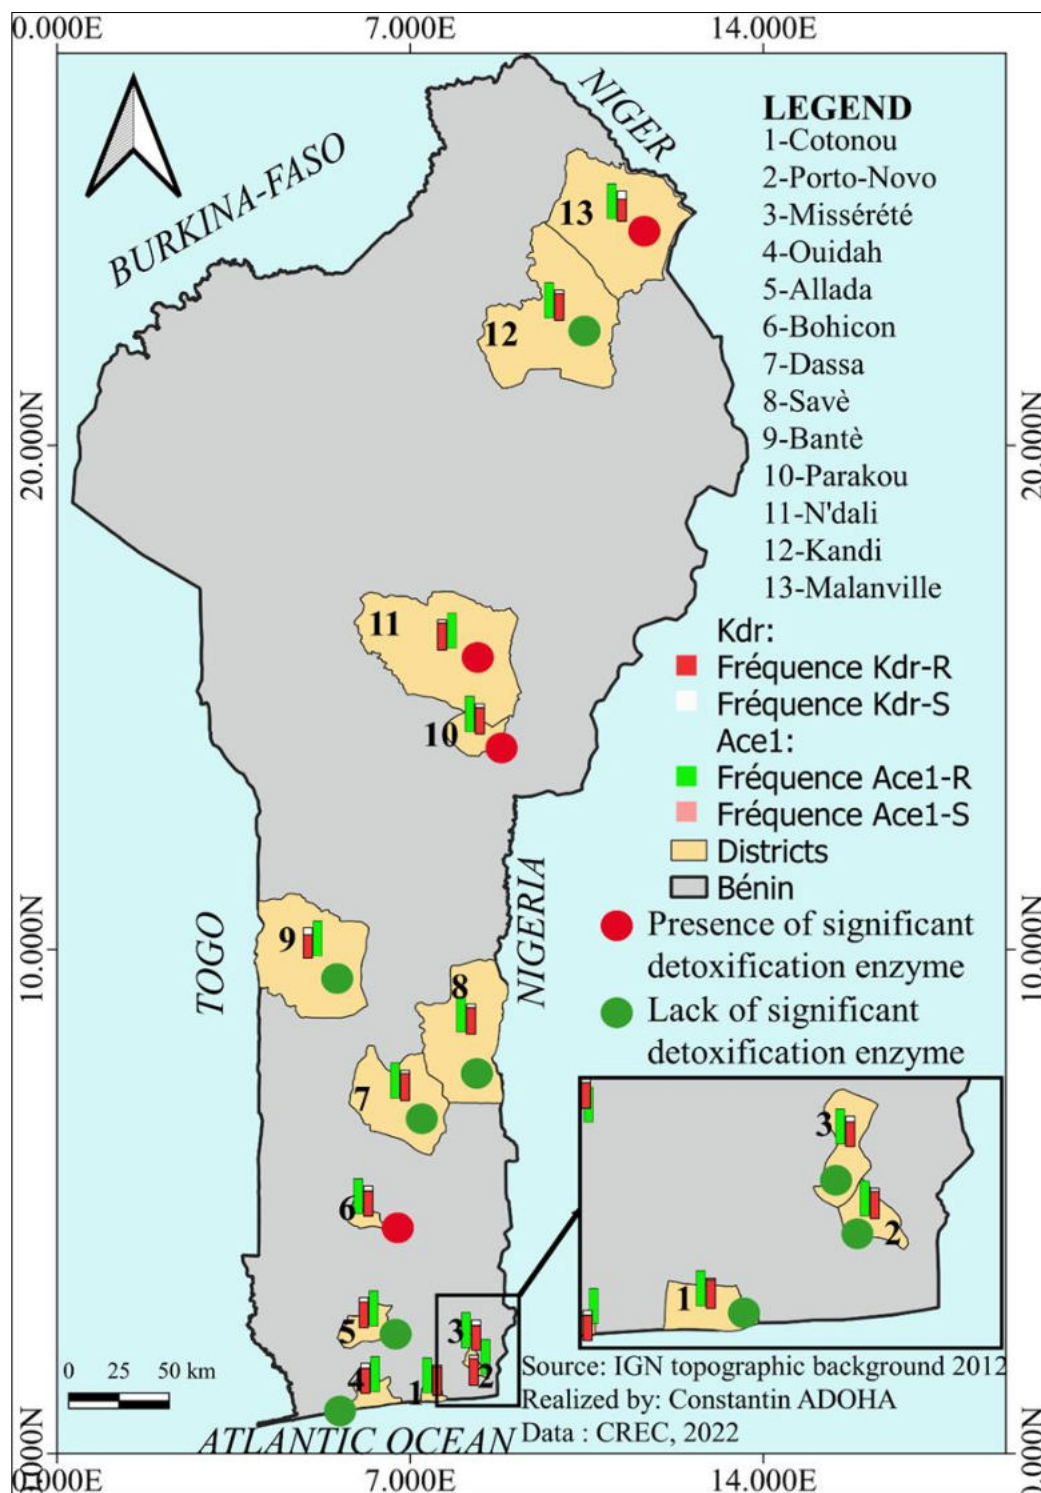 0.000E 7.000E 14.000E
NIGER
BURKINA-FASO
LEGEND
1-Cotonou
2-Porto-Novo
3-Missérété
4-Ouidah
5-Allada
6-Bohicon
7-Dassa
8-Savè
9-Bantè
10-Parakou
11-N'dali
12-Kandi
13-Malanville
13
12
20.000N 20.000N
11
10
Kdr:
Fréquence Kdr-R
Fréquence Kdr-S
Ace1:
Fréquence Ace1-R
Fréquence Ace1-S
Districts
Bénin
Presence of significant
detoxification enzyme
Lack of significant
detoxification enzyme
TOGO
NIGERIA
10.000N 10.000N
9
8
7
6
5
4
3
2
1
3
2
1
0 25 50 km
Source: IGN topographic background 2012
Realized by: Constantin ADOHA
Data : CREC, 2022
ATLANTIC OCEAN
0.000N 0.000N
0.000E 7.000E 14.000E